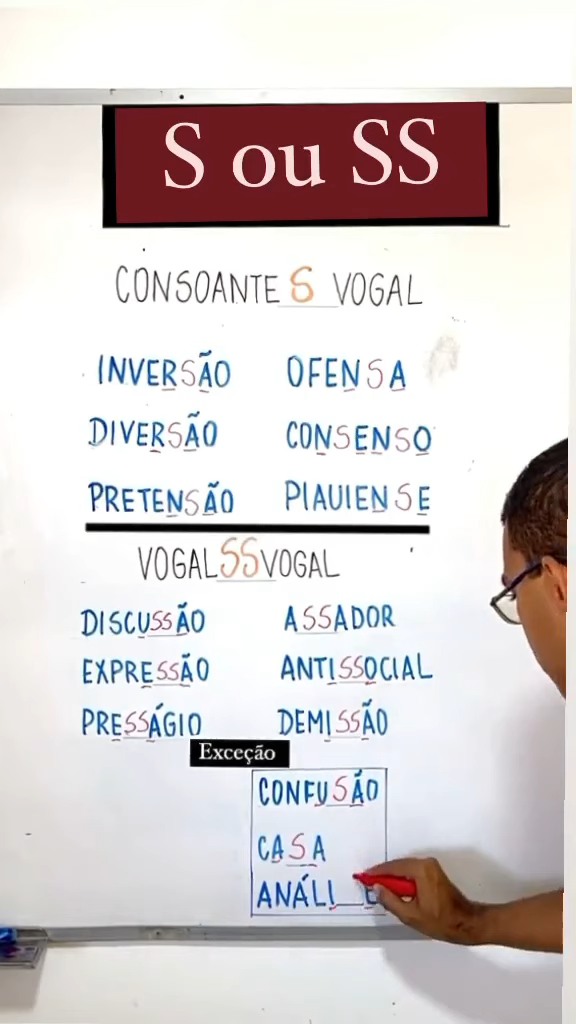 S ou SS
CONSOANTE S VOGAL
INVERSÃO OFENSA
DIVERSÃO CONSENSO
PRETENSÃO PIAUIENSE
VOGAL SS VOGAL
DISCUSSÃO ASSADOR
EXPRESSÃO ANTISSOCIAL
PRESSÁGIO DEMISSÃO
Exceção
CONFUSÃO
CASA
ANÁLI__E